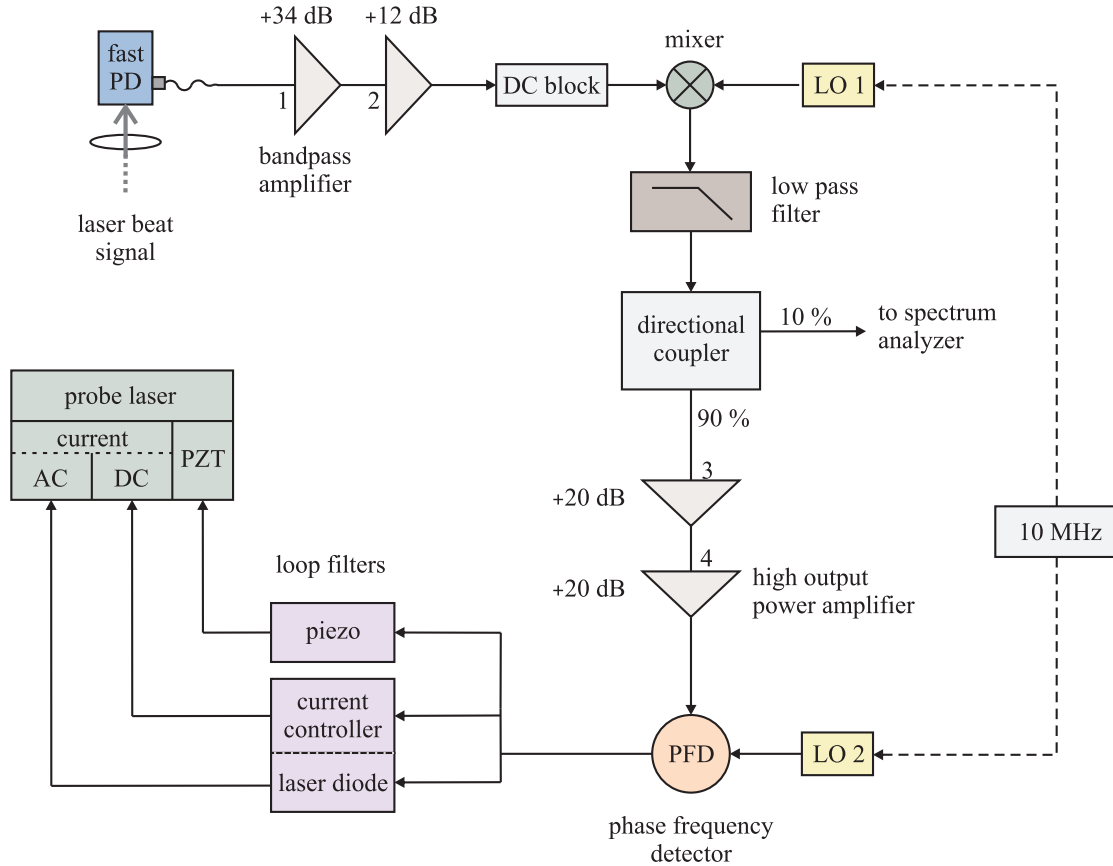 +34 dB
+12 dB
fast
PD
1
2
DC block
mixer
LO 1
bandpass
amplifier
laser beat
signal
low pass
filter
directional
coupler
10 %
to spectrum
analyzer
90 %
probe laser
current
PZT
AC
DC
3
+20 dB
10 MHz
4
+20 dB
high output
power amplifier
loop filters
piezo
current
controller
laser diode
PFD
LO 2
phase frequency
detector